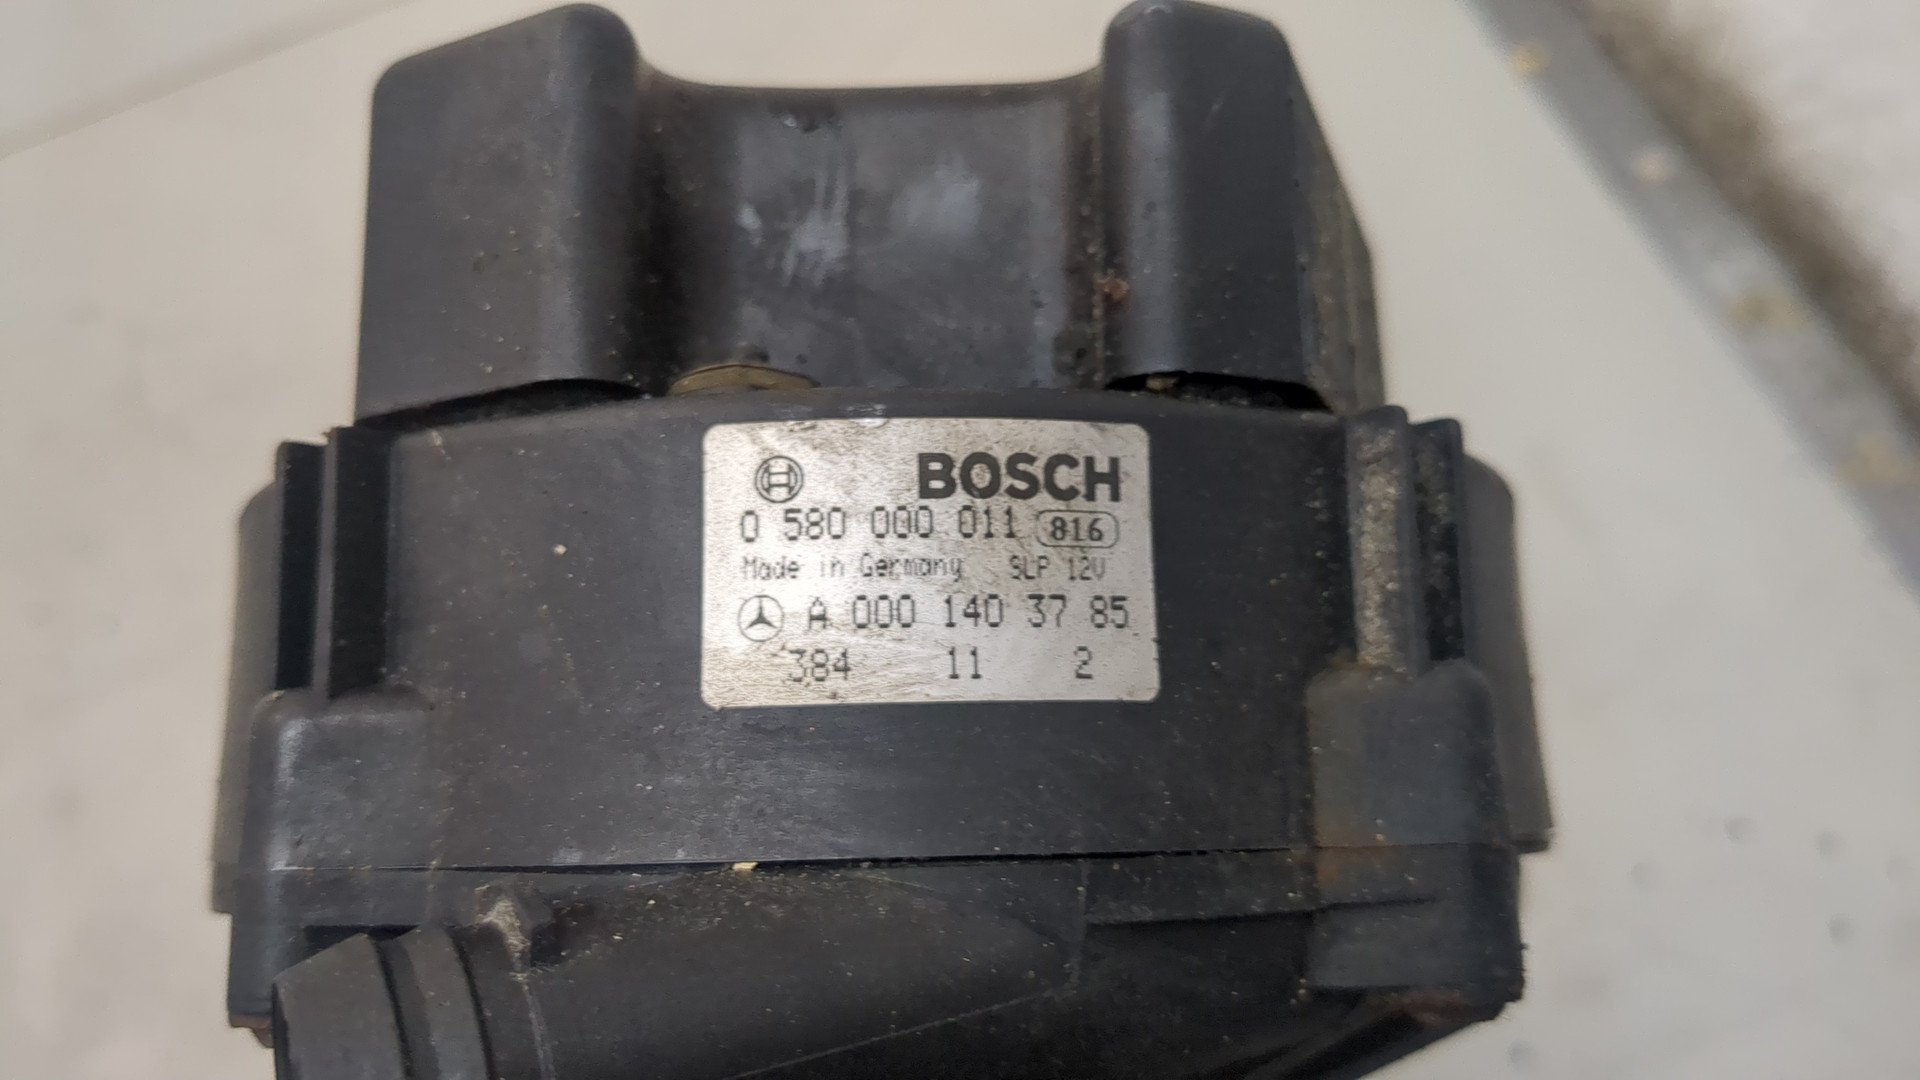 BOSCH
0 580 000 011 816
Made in Germany SLP 12V
A 000 140 37 85
384 11 2